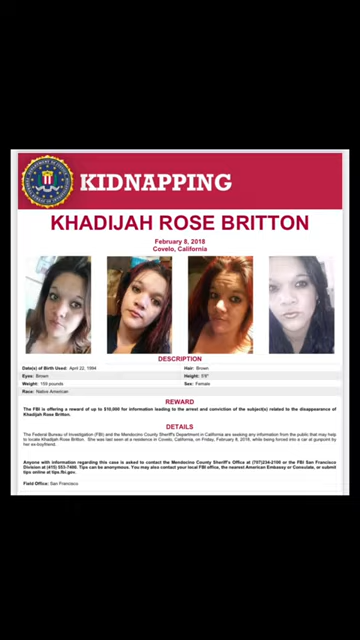 KIDNAPPING
KHADIJAH ROSE BRITTON
February 8, 2018
Covelo, California
DESCRIPTION
Date(s) of Birth Used: April 22, 1994
Hair: Brown
Eyes: Brown
Height: 5'8"
Weight: 159 pounds
Sex: Female
Race: Native American
REWARD
The FBI is offering a reward of up to $10,000 for information leading to the arrest and conviction of the subject(s) related to the disappearance of
Khadijah Rose Britton.
DETAILS
The Federal Bureau of Investigation (FBI) and the Mendocino County Sheriff's Department in California are seeking any information from the public that may help
to locate Khadijah Rose Britton. She was last seen at a residence in Covelo, California, on Friday, February 8, 2018, while being forced into a car at gunpoint by
her ex-boyfriend.
Anyone with information regarding this case is asked to contact the Mendocino County Sheriff's Office at (707)234-2100 or the FBI San Francisco
Division at (415) 553-7400. Tips can be anonymous. You may also contact your local FBI office, the nearest American Embassy or Consulate, or submit
tips online at tips.fbi.gov.
Field Office: San Francisco